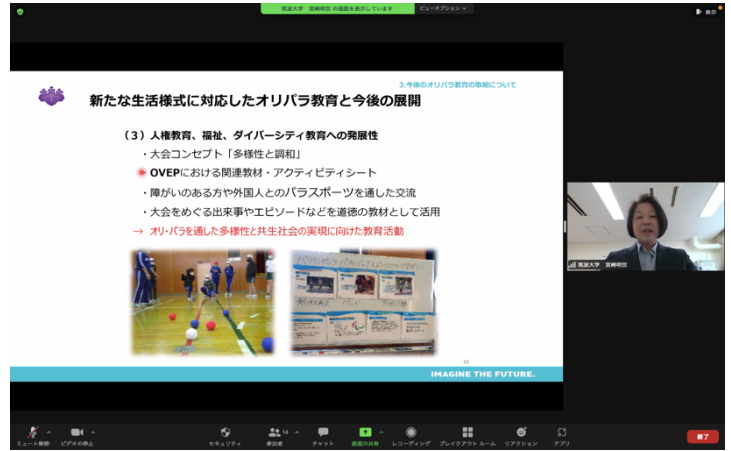 筑波大学 宮崎明世 の画面を表示しています
ビューオプション
表示
3.今後のオリパラ教育の取組について
新たな生活様式に対応したオリパラ教育と今後の展開
（3）人権教育、福祉、ダイバーシティ教育への発展性
・大会コンセプト「多様性と調和」
OVEPにおける関連教材・アクティビティシート
・障がいのある方や外国人とのパラスポーツを通した交流
・大会をめぐる出来事やエピソードなどを道徳の教材として活用
→ オリ・パラを通した多様性と共生社会の実現に向けた教育活動
筑波大学 宮崎明世
IMAGINE THE FUTURE.
ミュート解除
ビデオの停止
セキュリティ
14
参加者
チャット
画面の共有
レコーディング
ブレイクアウト ルーム
リアクション
アプリ
終了